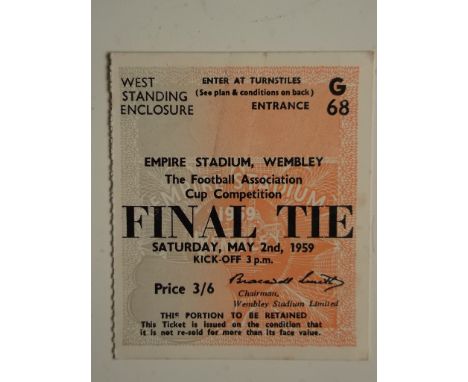 WEST
STANDING
ENCLOSURE
ENTER AT TURNSTILES
(See plan & conditions on back)
ENTRANCE
G
68
EMPIRE STADIUM, WEMBLEY
The Football Association
Cup Competition
FINAL TIE
SATURDAY, MAY 2nd, 1959
KICK-OFF 3 p.m.
Price 3/6
Chairman,
Wembley Stadium Limited
THIS PORTION TO BE RETAINED
This Ticket is issued on the condition that
it is not re-sold for more than its face value.